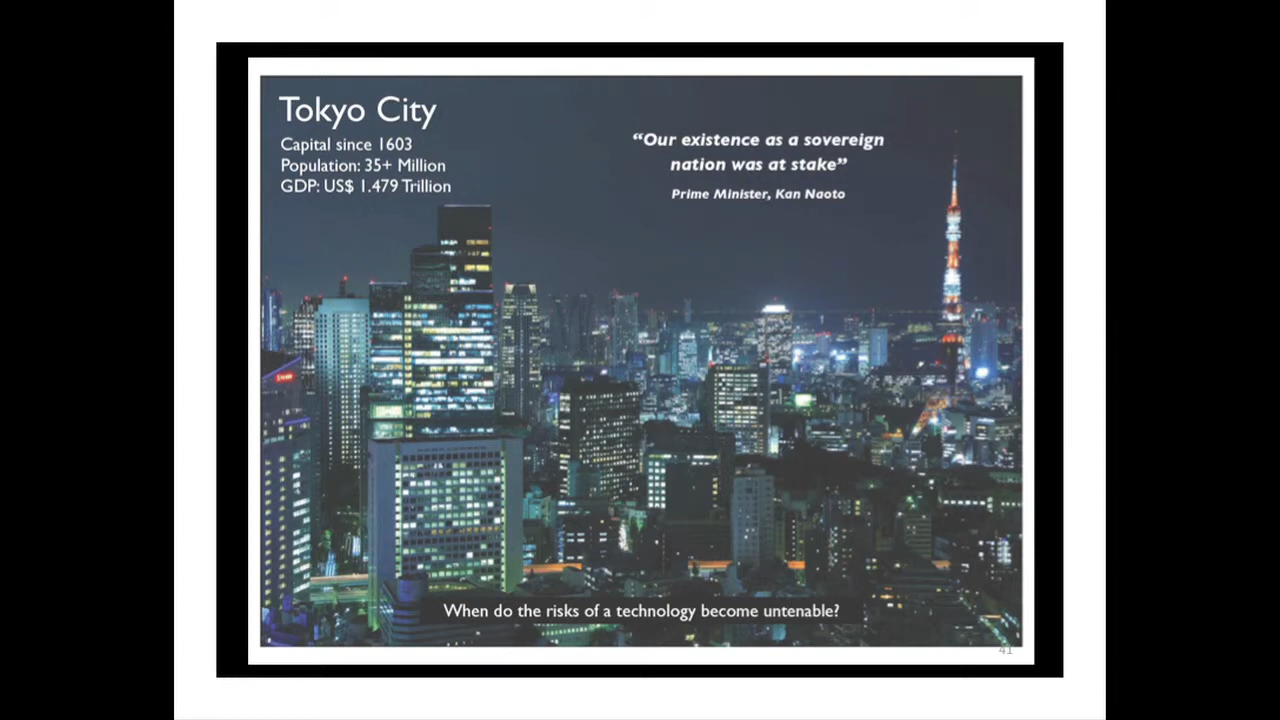 Tokyo City
Capital since 1603
Population: 35+ Million
GDP: US$ 1.479 Trillion
“Our existence as a sovereign
nation was at stake”
Prime Minister, Kan Naoto
When do the risks of a technology become untenable?
41